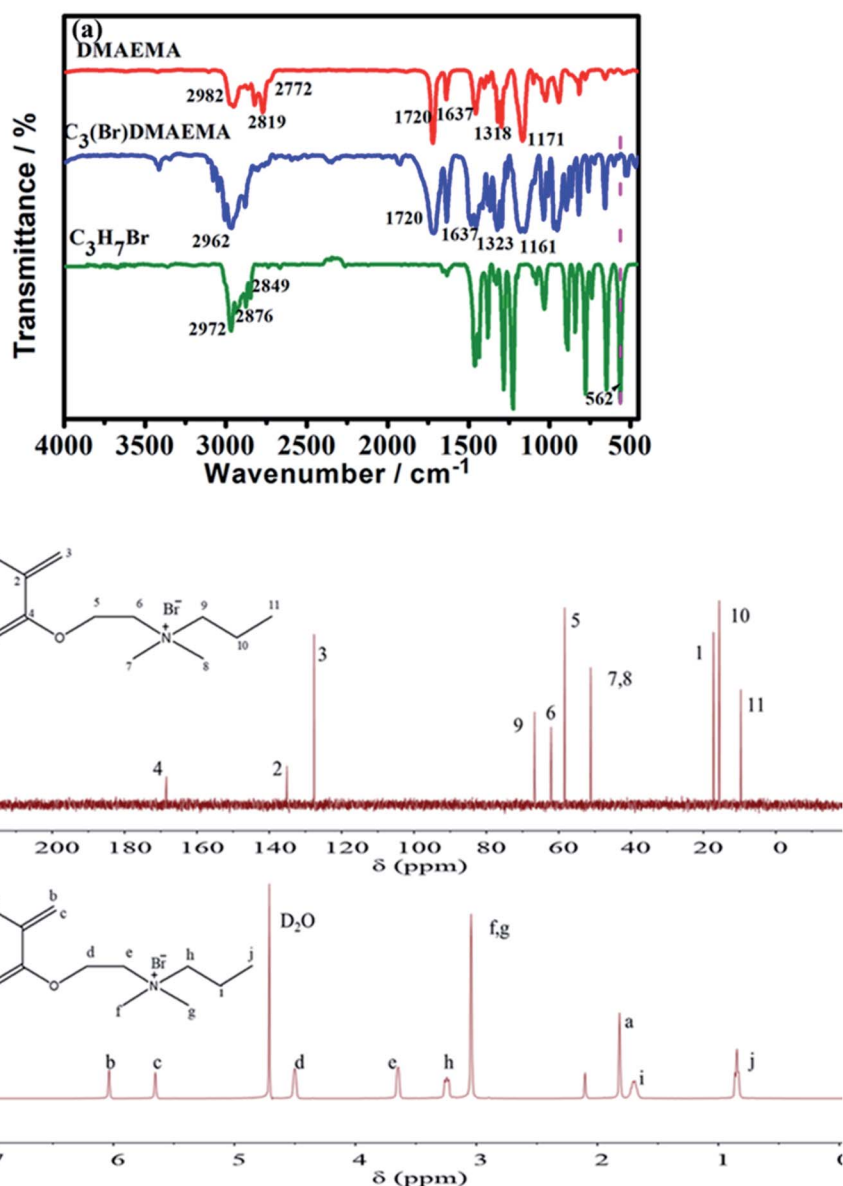 (a)
DMAEMA
2982
2772
2819
1720
1637
1318
1171
C3(Br)DMAEMA
2962
1720
1637
1323
1161
C3H7Br
2849
2876
2972
562
Transmittance / %
4000 3500 3000 2500 2000 1500 1000 500
Wavenumber / cm-1
3
2
4
5
6
Br-
9
11
O
+
N
10
7
8
4
2
3
9
6
5
7,8
1
10
11
200 180 160 140 120 100 80 60 40 20 0
δ (ppm)
b
c
d
e
Br-
h
j
O
+
N
i
f
g
D2O
f,g
b
c
d
e
h
a
i
j
7 6 5 4 3 2 1 0
δ (ppm)